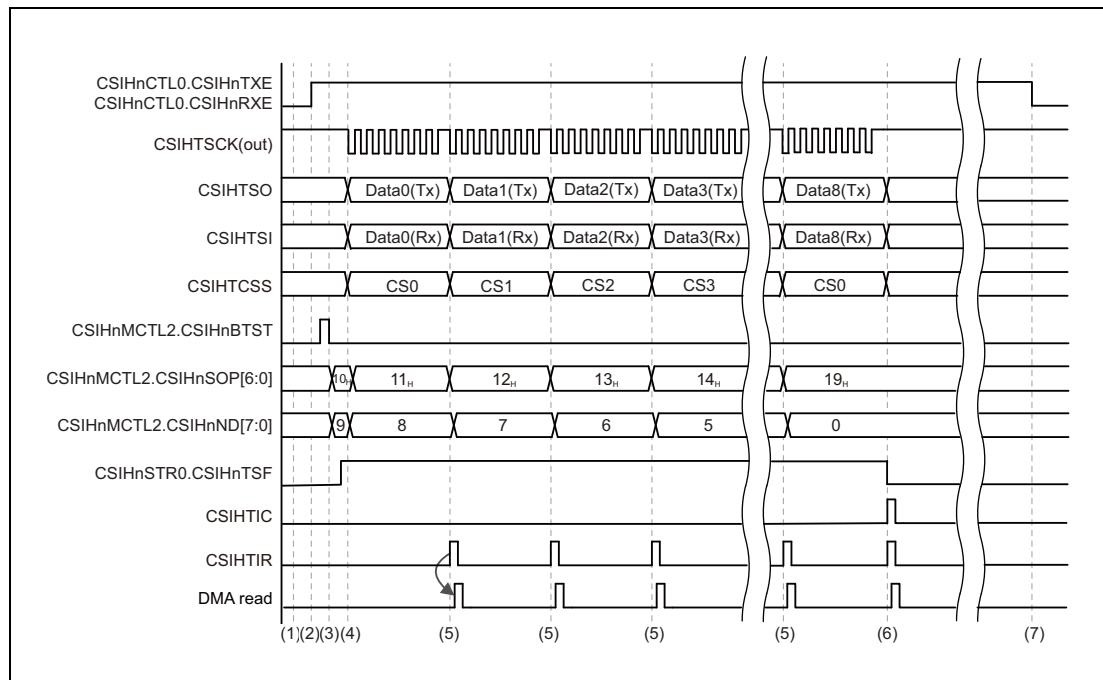 CSIHnCTL0.CSIHnTXE
CSIHnCTL0.CSIHnRXE
CSIHTSCK(out)
CSIHTSO Data0(Tx) Data1(Tx) Data2(Tx) Data3(Tx) Data8(Tx)
CSIHTSI Data0(Rx) Data1(Rx) Data2(Rx) Data3(Rx) Data8(Rx)
CSIHTCSS CS0 CS1 CS2 CS3 CS0
CSIHnMCTL2.CSIHnBTST
CSIHnMCTL2.CSIHnSOP[6:0] 10H 11H 12H 13H 14H 19H
CSIHnMCTL2.CSIHnND[7:0] 9 8 7 6 5 0
CSIHnSTR0.CSIHnTSF
CSIHTIC
CSIHTIR
DMA read
(1)(2)(3)(4) (5) (5) (5) (5) (6) (7)